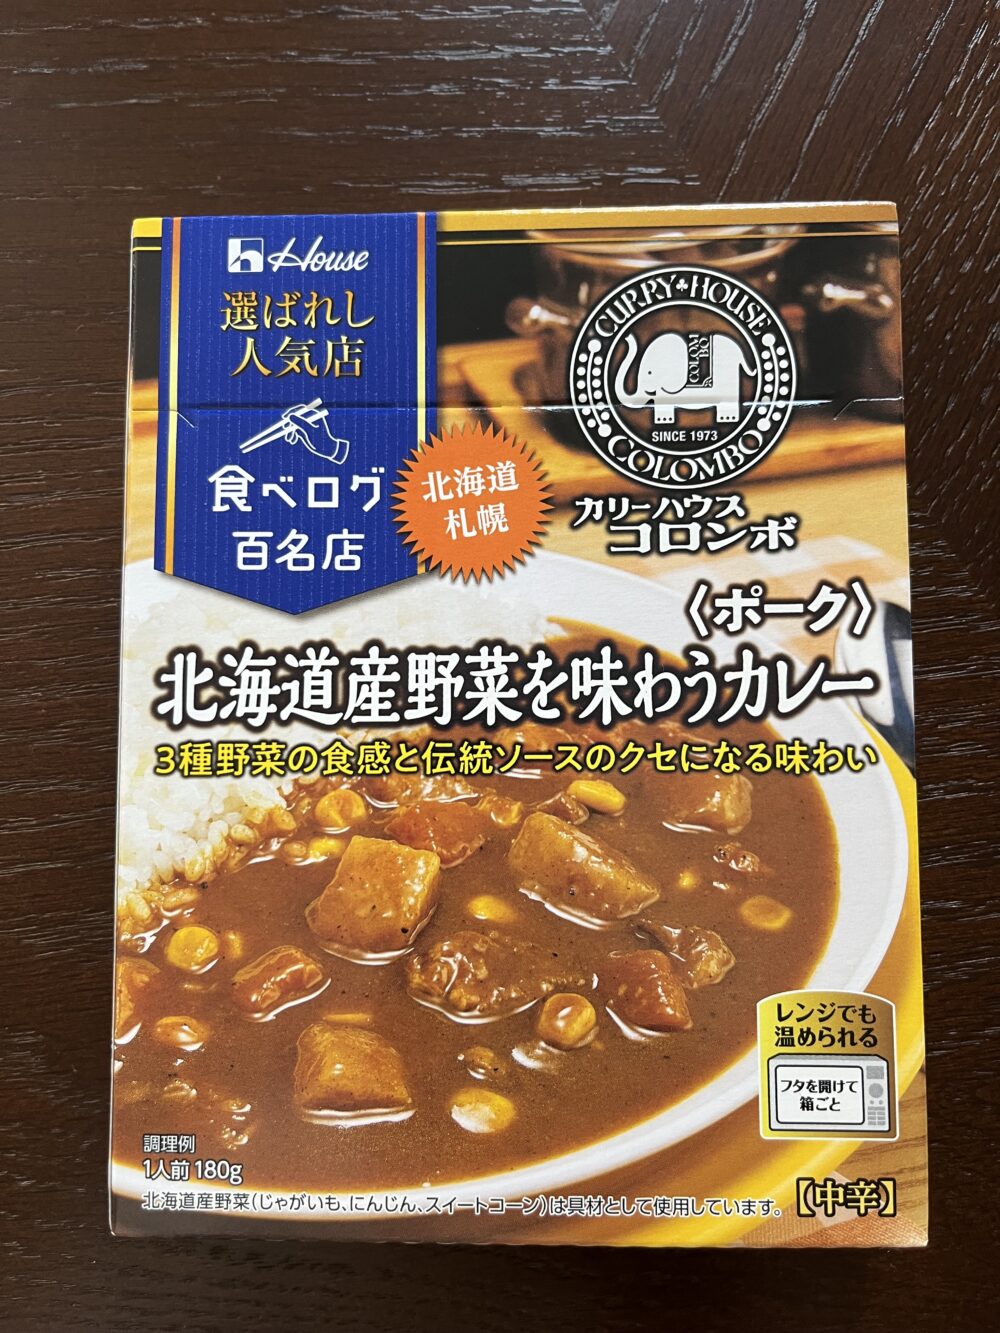 House
選ばれし
人気店
食べログ
百名店
北海道
札幌
CURRY♣HOUSE
COLOM
BO
SINCE 1973
COLOMBO
カリーハウス
コロンボ
〈ポーク〉
北海道産野菜を味わうカレー
3種野菜の食感と伝統ソースのクセになる味わい
レンジでも
温められる
フタを開けて
箱ごと
調理例
1人前 180g
北海道産野菜(じゃがいも、にんじん、スイートコーン)は具材として使用しています。
【中辛】